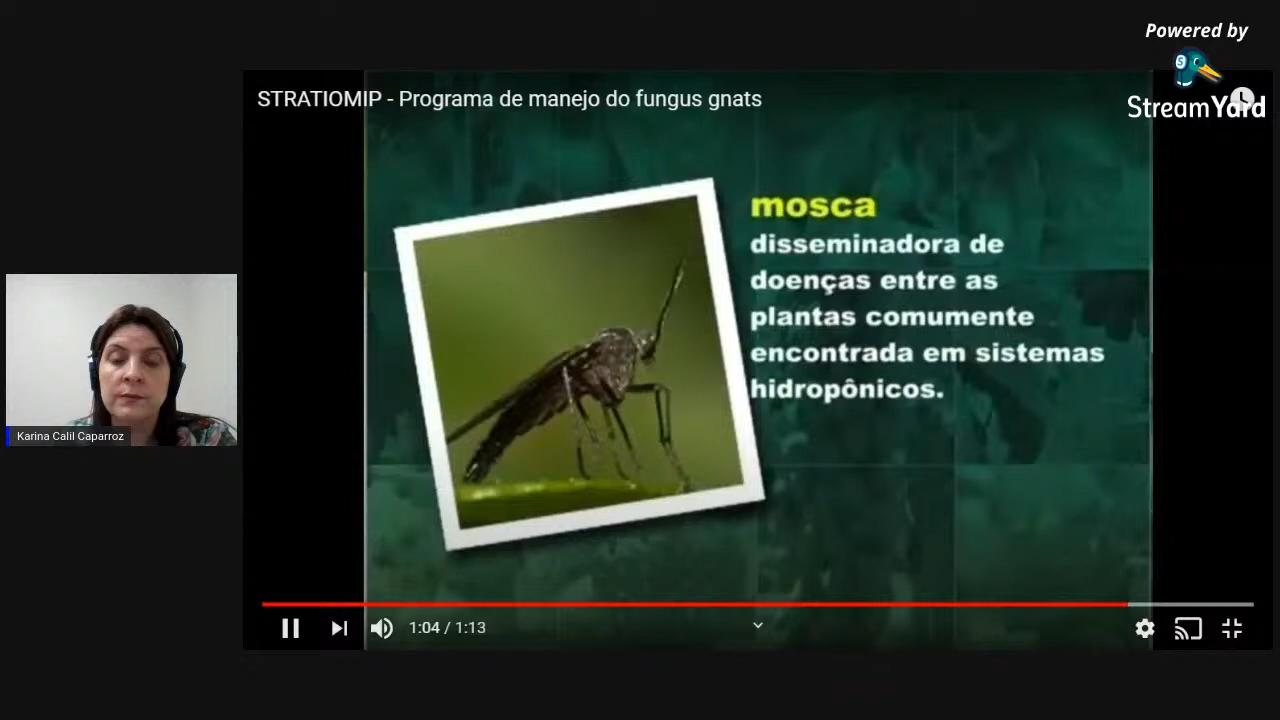 Powered by
StreamYard
STRATIOMIP - Programa de manejo do fungus gnats
mosca
disseminadora de
doenças entre as
plantas comumente
encontrada em sistemas
hidropônicos.
Karina Calil Caparroz
1:04 / 1:13